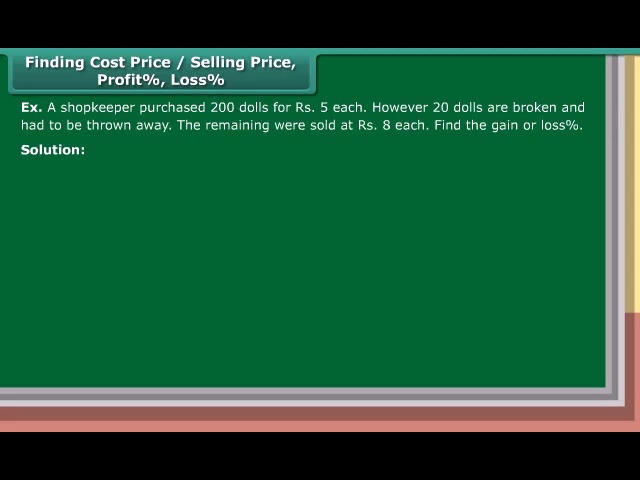 Finding Cost Price / Selling Price,
Profit%, Loss%
Ex. A shopkeeper purchased 200 dolls for Rs. 5 each. However 20 dolls are broken and
had to be thrown away. The remaining were sold at Rs. 8 each. Find the gain or loss%.
Solution: